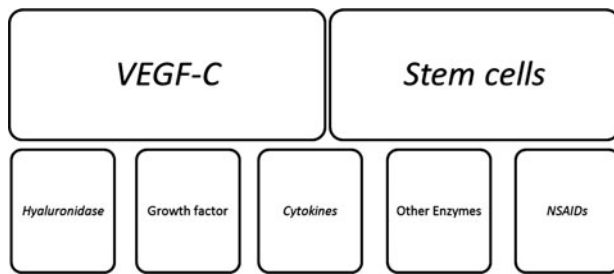 VEGF-C
Stem cells
Hyaluronidase
Growth factor
Cytokines
Other Enzymes
NSAIDs